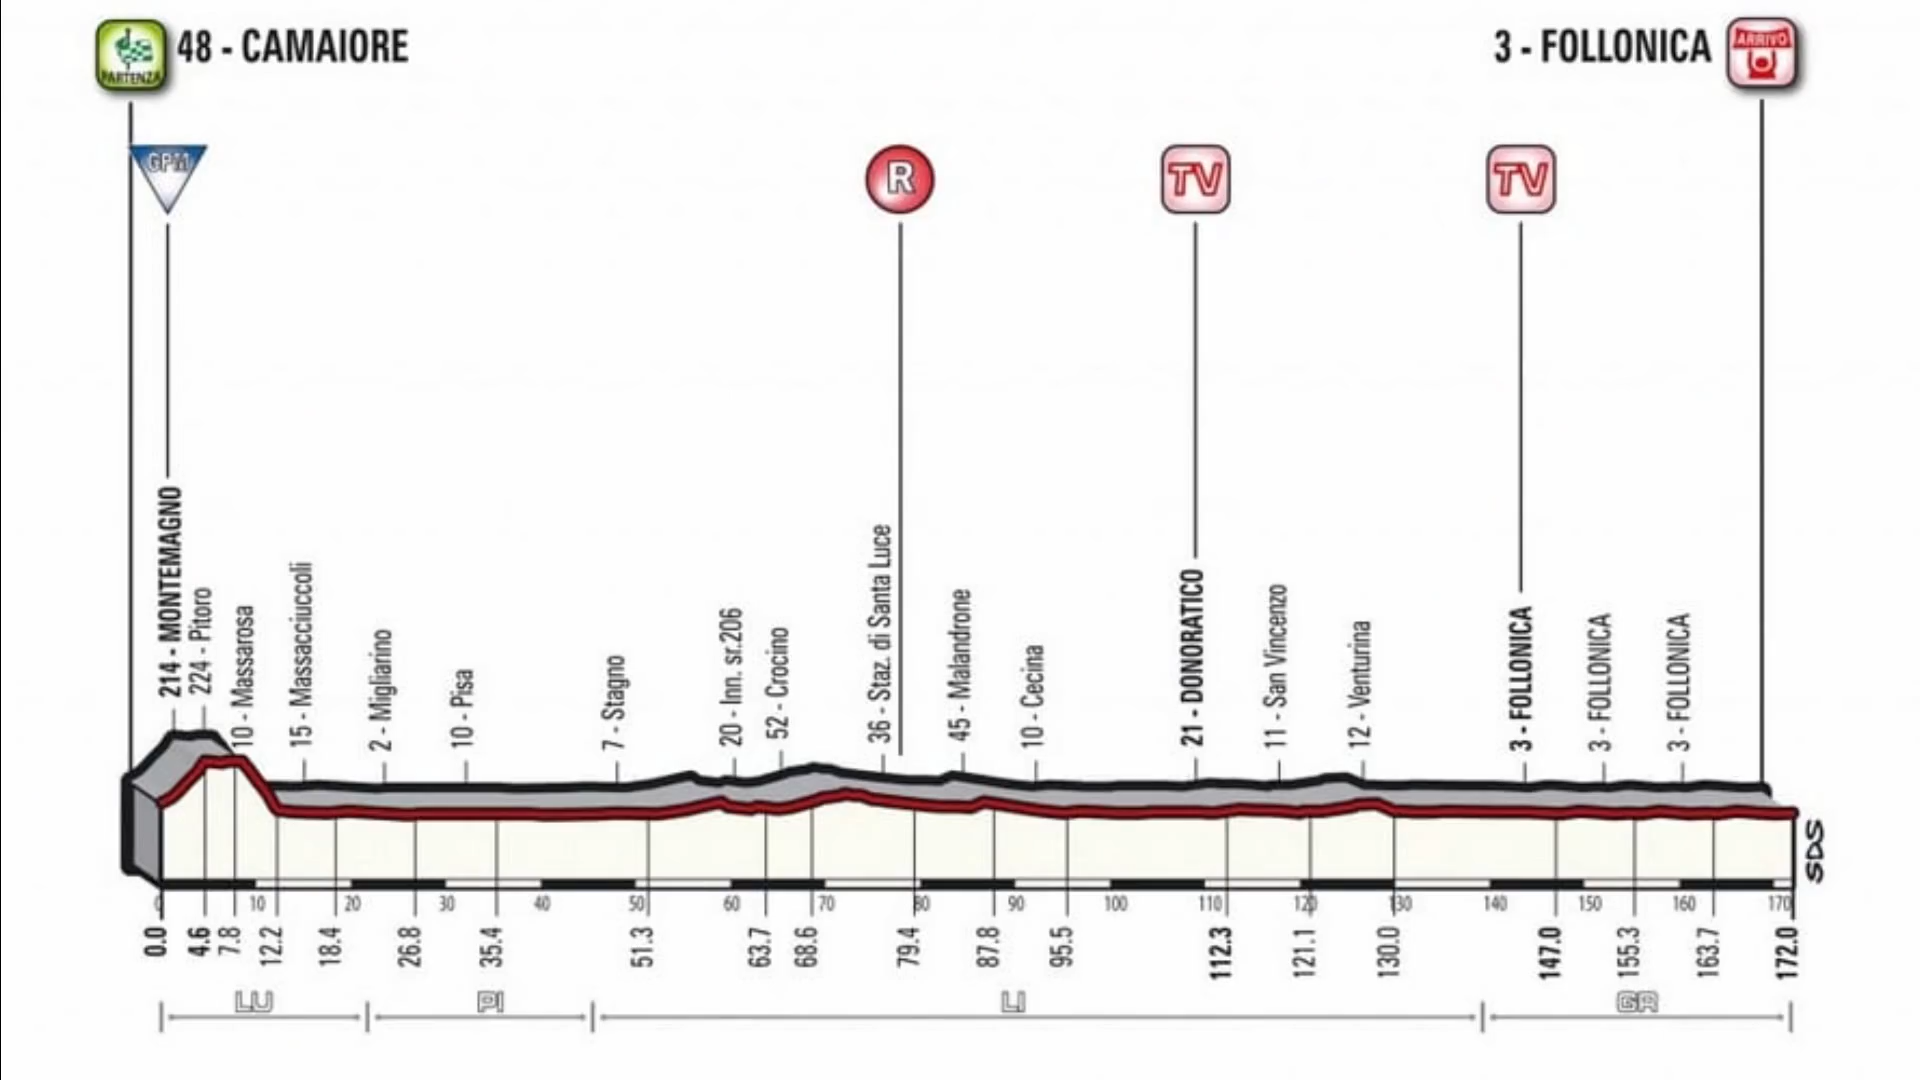 48 - CAMAIORE
3 - FOLLONICA
PARTENZA
ARRIVO
GPM
R
TV
TV
214 - MONTEMAGNO
224 - Pitoro
10 - Massarosa
15 - Massacciuccoli
2 - Migliarino
10 - Pisa
7 - Stagno
20 - Inn. sr.206
52 - Crocino
36 - Staz. di Santa Luce
45 - Malandrone
10 - Cecina
21 - DONORATICO
11 - San Vincenzo
12 - Venturina
3 - FOLLONICA
3 - FOLLONICA
3 - FOLLONICA
SDS
0 10 20 30 40 50 60 70 80 90 100 110 120 130 140 150 160 170
0.0 4.6 7.8 12.2 18.4 26.8 35.4 51.3 63.7 68.6 79.4 87.8 95.5 112.3 121.1 130.0 147.0 155.3 163.7 172.0
LU PI LI GR